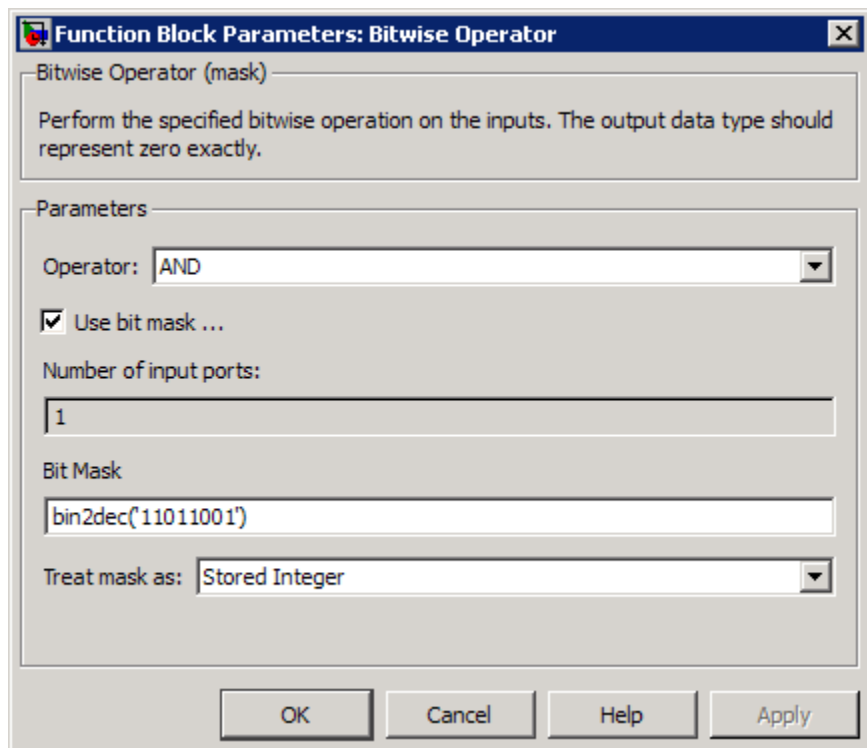 Function Block Parameters: Bitwise Operator
Bitwise Operator (mask)
Perform the specified bitwise operation on the inputs. The output data type should
represent zero exactly.
Parameters
Operator: AND
Use bit mask ...
Number of input ports:
1
Bit Mask
bin2dec('11011001')
Treat mask as: Stored Integer
OK Cancel Help Apply